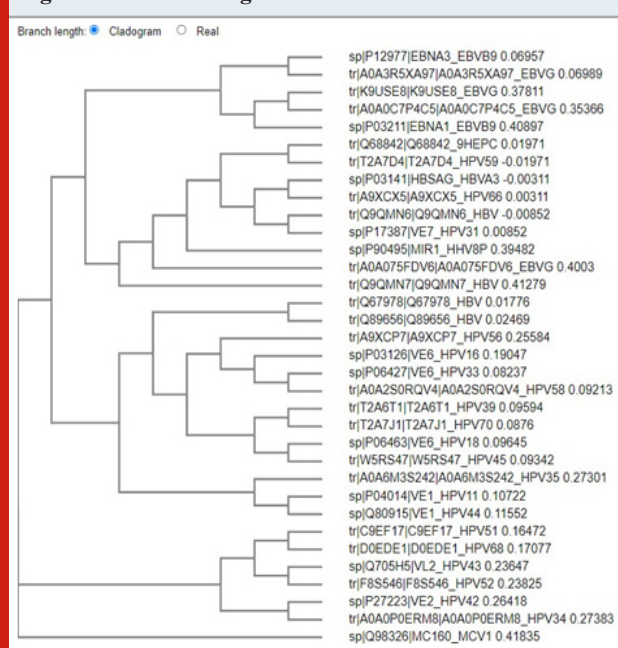 Branch length: Cladogram Real
sp|P12977|EBNA3_EBVB9 0.06957
tr|A0A3R5XA97|A0A3R5XA97_EBVG 0.06989
tr|K9USE8|K9USE8_EBVG 0.37811
tr|A0A0C7P4C5|A0A0C7P4C5_EBVG 0.35366
sp|P03211|EBNA1_EBVB9 0.40897
tr|Q68842|Q68842_9HEPC 0.01971
tr|T2A7D4|T2A7D4_HPV59 -0.01971
sp|P03141|HBSAG_HBVA3 -0.00311
tr|A9XCX5|A9XCX5_HPV66 0.00311
tr|Q9QMN6|Q9QMN6_HBV -0.00852
sp|P17387|VE7_HPV31 0.00852
sp|P90495|MIR1_HHV8P 0.39482
tr|A0A075FDV6|A0A075FDV6_EBVG 0.4003
tr|Q9QMN7|Q9QMN7_HBV 0.41279
tr|Q67978|Q67978_HBV 0.01776
tr|Q89656|Q89656_HBV 0.02469
tr|A9XCP7|A9XCP7_HPV56 0.25584
sp|P03126|VE6_HPV16 0.19047
sp|P06427|VE6_HPV33 0.08237
tr|A0A2S0RQV4|A0A2S0RQV4_HPV58 0.09213
tr|T2A6T1|T2A6T1_HPV39 0.09594
tr|T2A7J1|T2A7J1_HPV70 0.0876
sp|P06463|VE6_HPV18 0.09645
tr|W5RS47|W5RS47_HPV45 0.09342
tr|A0A6M3S242|A0A6M3S242_HPV35 0.27301
sp|P04014|VE1_HPV11 0.10722
sp|Q80915|VE1_HPV44 0.11552
tr|C9EF17|C9EF17_HPV51 0.16472
tr|D0EDE1|D0EDE1_HPV68 0.17077
sp|Q705H5|VL2_HPV43 0.23647
tr|F8S546|F8S546_HPV52 0.23825
sp|P27223|VE2_HPV42 0.26418
tr|A0A0P0ERM8|A0A0P0ERM8_HPV34 0.27383
sp|Q98326|MC160_MCV1 0.41835